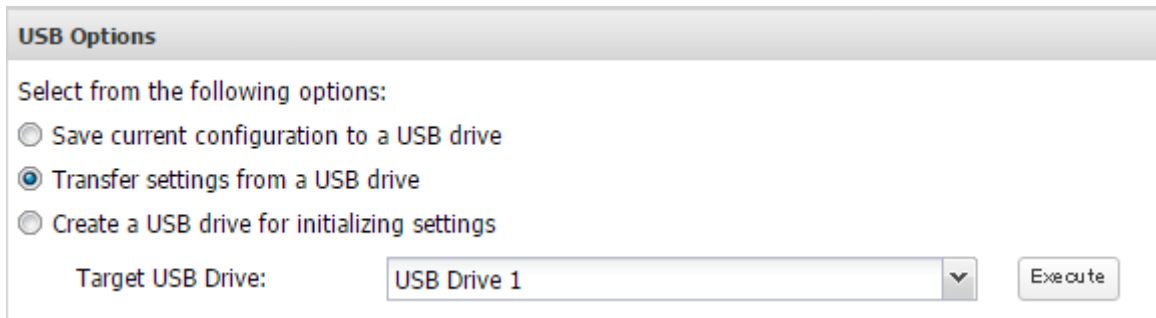 USB Options
Select from the following options:
Save current configuration to a USB drive
Transfer settings from a USB drive
Create a USB drive for initializing settings
Target USB Drive: USB Drive 1 Execute